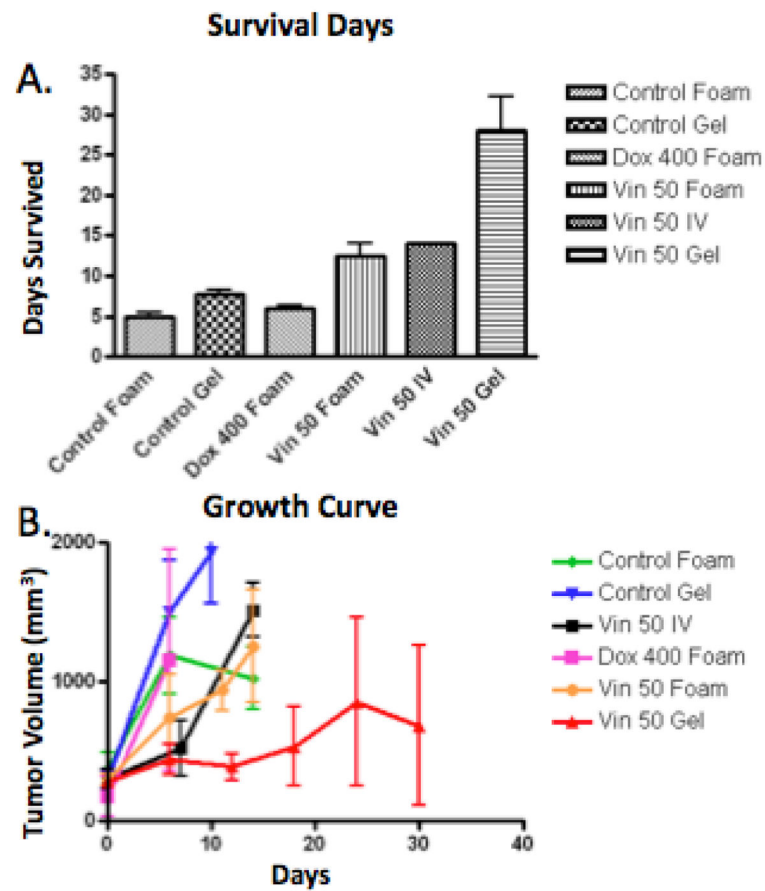 Survival Days
A.
35
30
25
20
15
10
5
0
Days Survived
Control Foam
Control Gel
Dox 400 Foam
Vin 50 Foam
Vin 50 IV
Vin 50 Gel
Control Foam
Control Gel
Dox 400 Foam
Vin 50 Foam
Vin 50 IV
Vin 50 Gel
B.
Growth Curve
2000
1000
0
Tumor Volume (mm³)
0
10
20
30
40
Days
Control Foam
Control Gel
Vin 50 IV
Dox 400 Foam
Vin 50 Foam
Vin 50 Gel